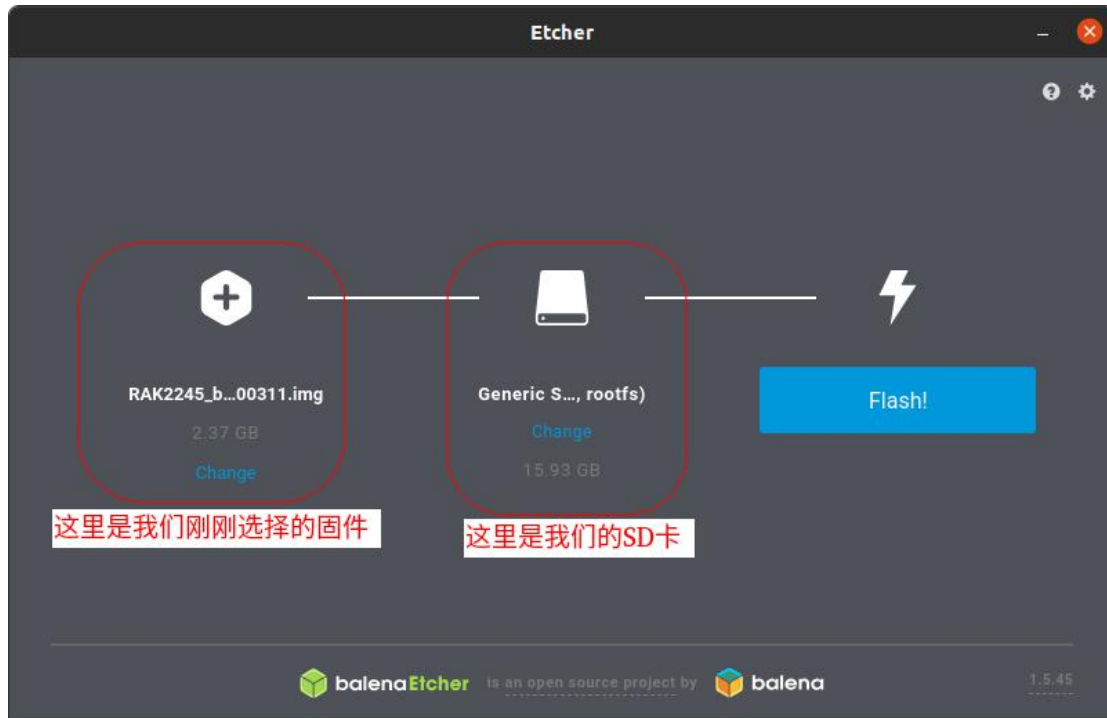 Etcher
RAK2245_b...00311.img
2.37 GB
Change
这里是我们刚刚选择的固件
Generic S..., rootfs)
Change
15.93 GB
这里是我们的SD卡
Flash!
balenaEtcher is an open source project by balena
1.5.45